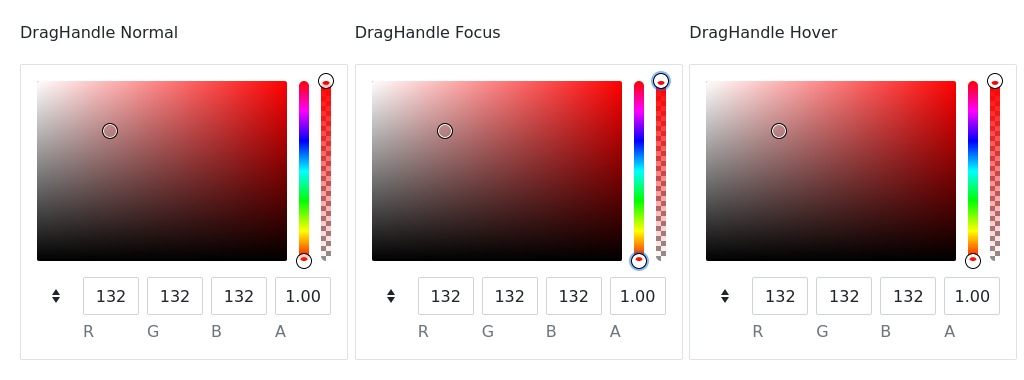 DragHandle Normal DragHandle Focus DragHandle Hover
132 132 132 1.00 132 132 132 1.00 132 132 132 1.00
R G B A R G B A R G B A